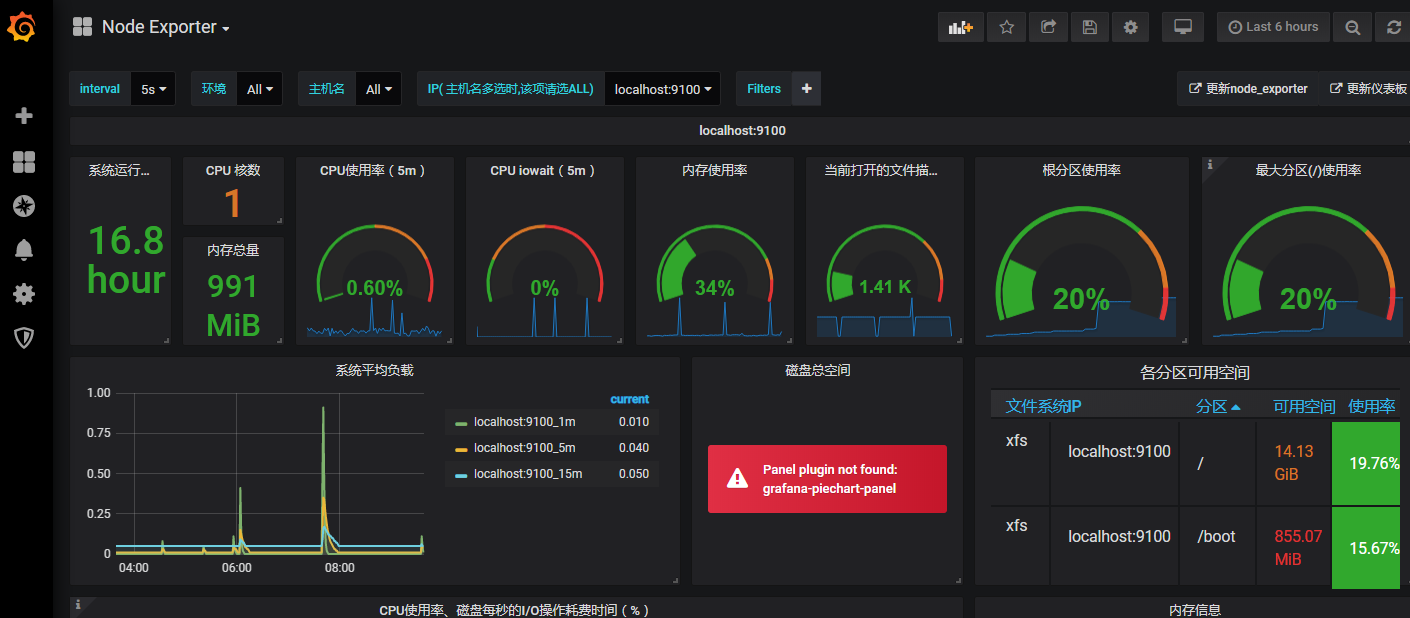 Node Exporter
Last 6 hours
interval 5s 环境 All 主机名 All IP( 主机名多选时,该项请选ALL) localhost:9100 Filters
更新node_exporter 更新仪表板
localhost:9100
系统运行...
16.8
hour
CPU 核数
1
内存总量
991
MiB
CPU使用率（5m）
0.60%
CPU iowait（5m）
0%
内存使用率
34%
当前打开的文件描...
1.41 K
根分区使用率
20%
最大分区(/)使用率
20%
系统平均负载
1.00
0.75
0.50
0.25
0
04:00 06:00 08:00
current
localhost:9100_1m 0.010
localhost:9100_5m 0.040
localhost:9100_15m 0.050
磁盘总空间
Panel plugin not found:
grafana-piechart-panel
各分区可用空间
文件系统 IP 分区 可用空间 使用率
xfs localhost:9100 / 14.13 GiB 19.76%
xfs localhost:9100 /boot 855.07 MiB 15.67%
CPU使用率、磁盘每秒的I/O操作耗费时间（%）
内存信息